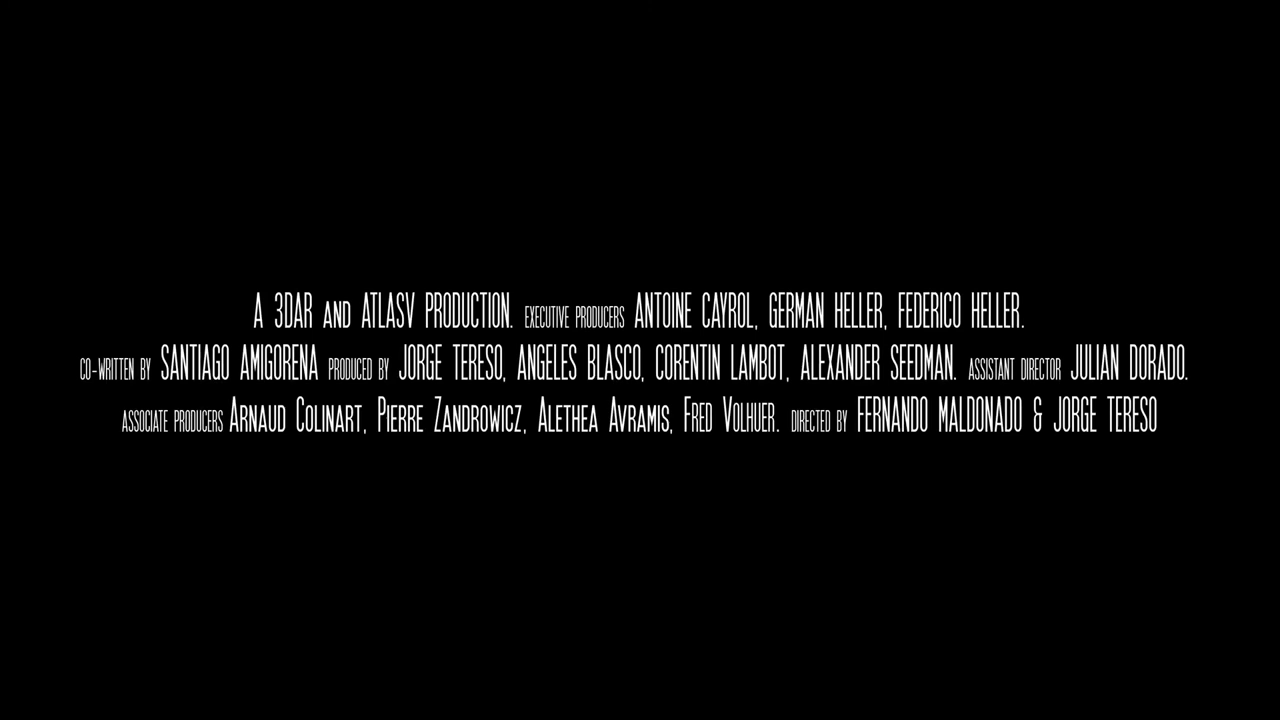 A 3DAR AND ATLASV PRODUCTION. EXECUTIVE PRODUCERS ANTOINE CAYROL, GERMAN HELLER, FEDERICO HELLER.
CO-WRITTEN BY SANTIAGO AMIGORENA PRODUCED BY JORGE TERESO, ANGELES BLASCO, CORENTIN LAMBOT, ALEXANDER SEEDMAN. ASSISTANT DIRECTOR JULIAN DORADO.
ASSOCIATE PRODUCERS ARNAUD COLINART, PIERRE ZANDROWICZ, ALETHEA AVRAMIS, FRED VOLHUER. DIRECTED BY FERNANDO MALDONADO & JORGE TERESO